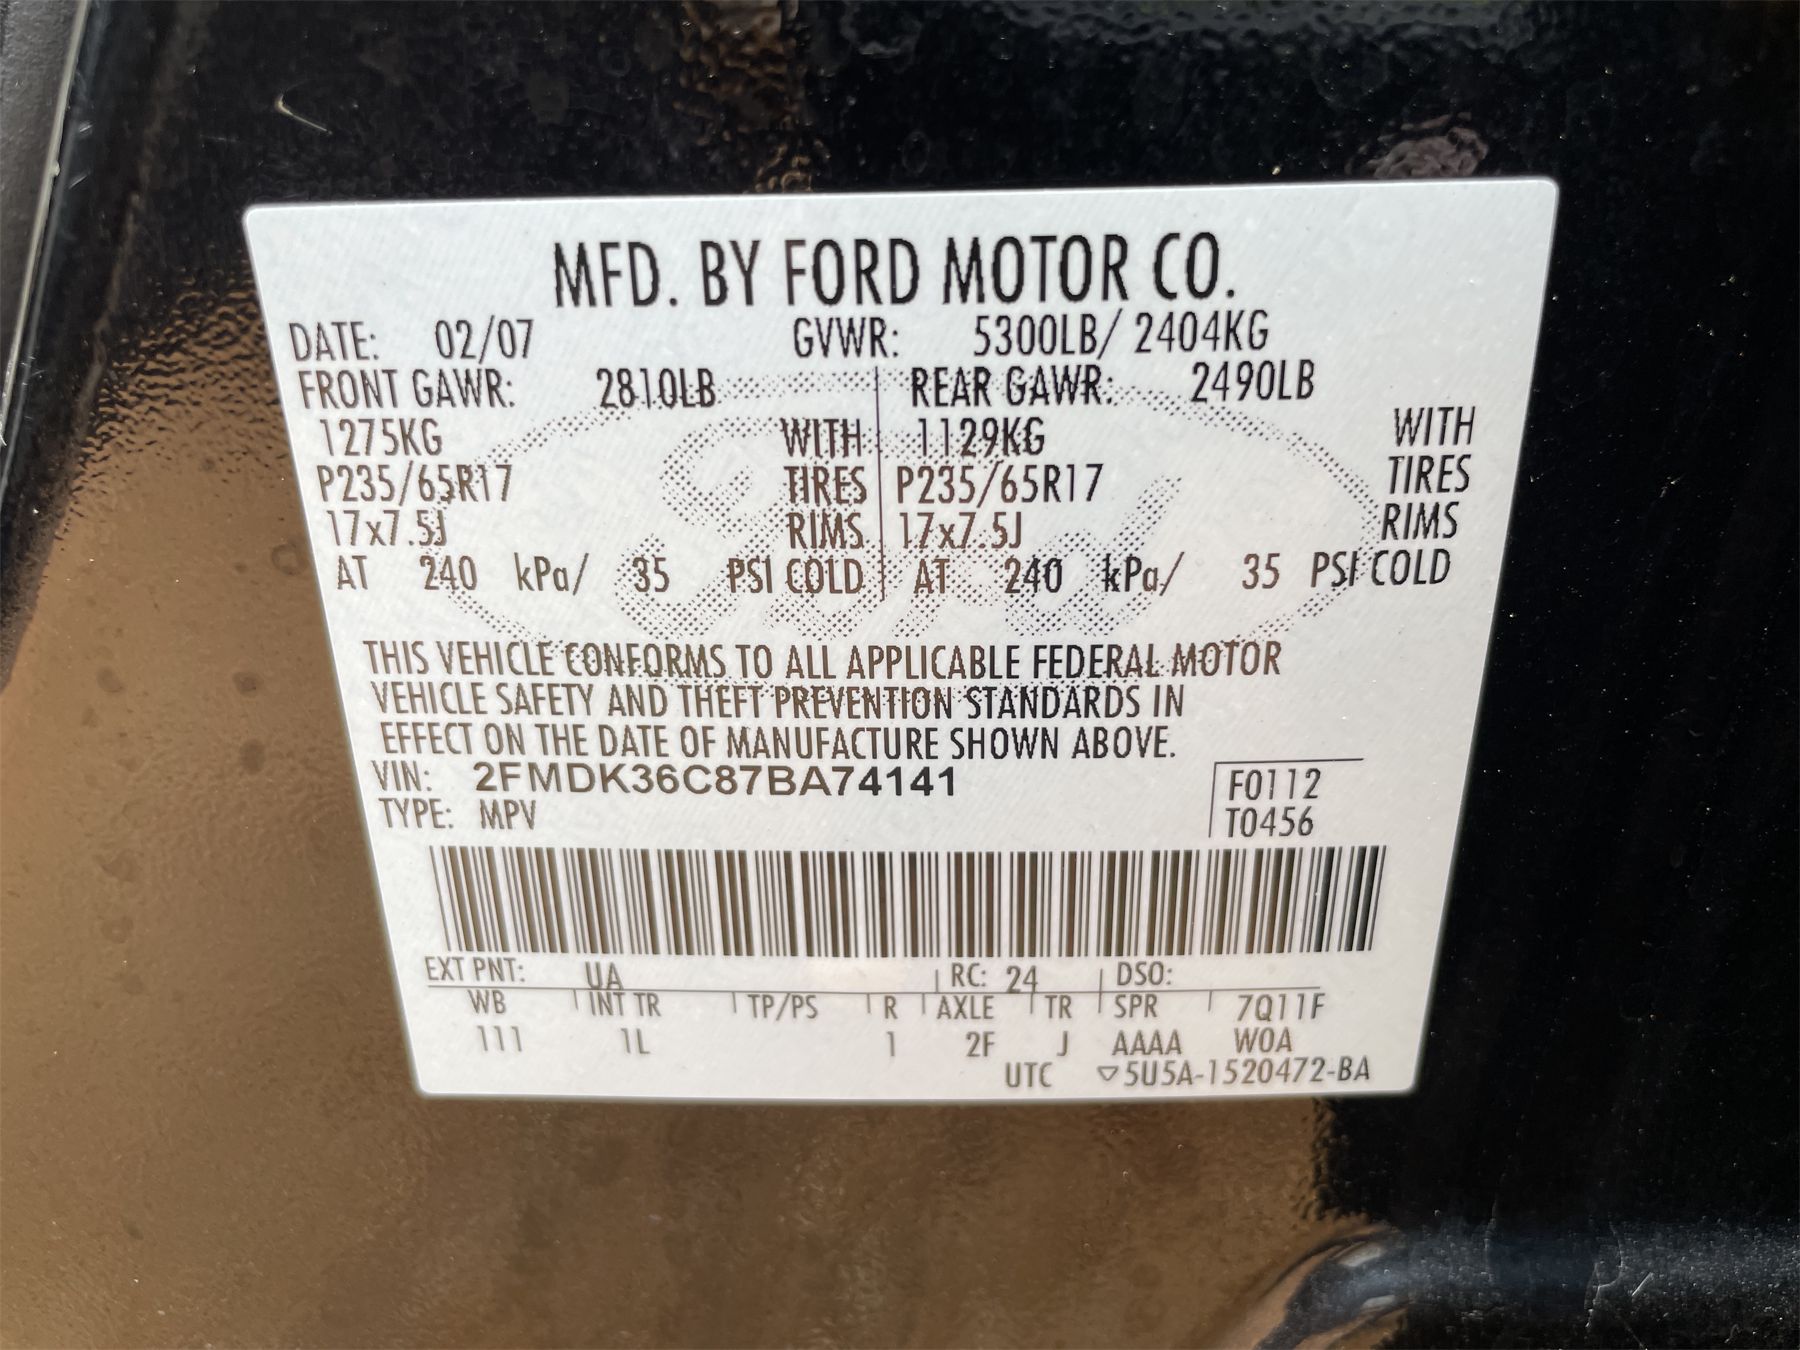 MFD. BY FORD MOTOR CO.
DATE: 02/07 GVWR: 5300LB/ 2404KG
FRONT GAWR: 2810LB REAR GAWR: 2490LB
1275KG WITH 1129KG WITH
P235/65R17 TIRES P235/65R17 TIRES
17x7.5J RIMS 17x7.5J RIMS
AT 240 kPa/ 35 PSI COLD AT 240 kPa/ 35 PSI COLD
Ford
THIS VEHICLE CONFORMS TO ALL APPLICABLE FEDERAL MOTOR
VEHICLE SAFETY AND THEFT PREVENTION STANDARDS IN
EFFECT ON THE DATE OF MANUFACTURE SHOWN ABOVE.
VIN: 2FMDK36C87BA74141 F0112
TYPE: MPV T0456
EXT PNT: UA RC: 24 DSO:
WB INT TR TP/PS R AXLE TR SPR 7Q11F
111 1L 1 2F J AAAA WOA
UTC ▽5U5A-1520472-BA